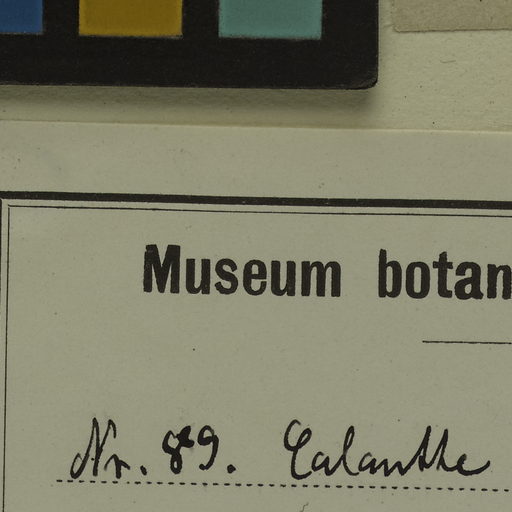 Museum botan
Nr. 89. Calanthe